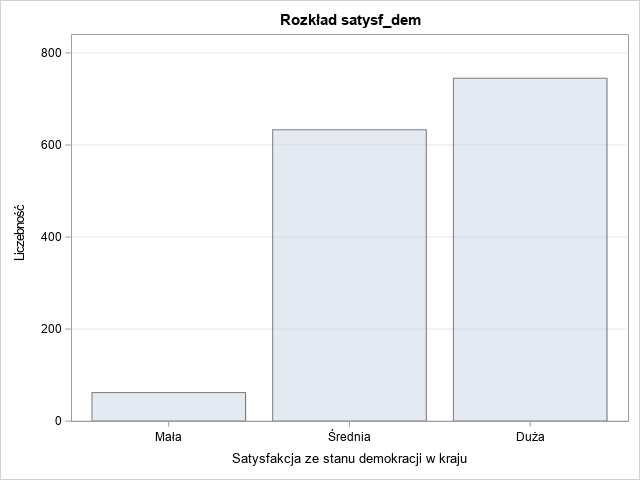 Rozkład satysf_dem
800
600
400
200
0
Liczebność
Mała Średnia Duża
Satysfakcja ze stanu demokracji w kraju